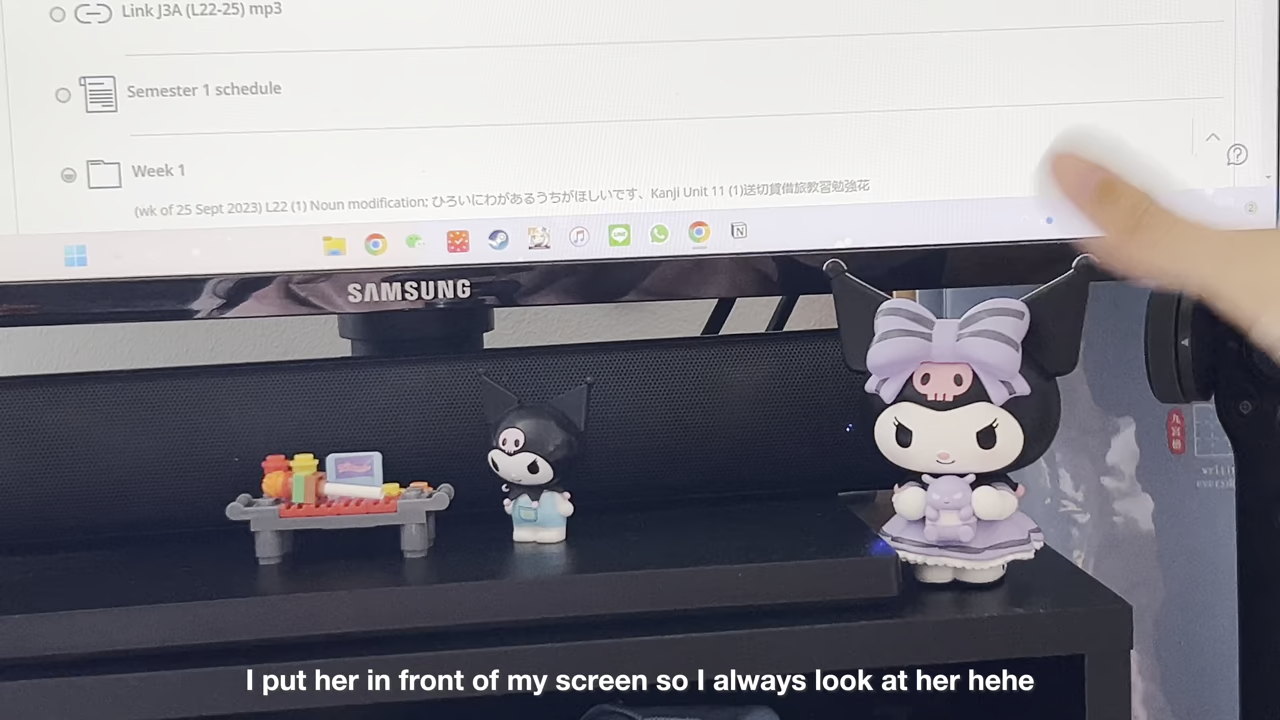 Link J3A (L22-25) mp3
Semester 1 schedule
Week 1
(wk of 25 Sept 2023) L22 (1) Noun modification; ひろいにわがあるうちがほしいです、Kanji Unit 11 (1)送切貸借旅教習勉強花
SAMSUNG
九宮格
I put her in front of my screen so I always look at her hehe